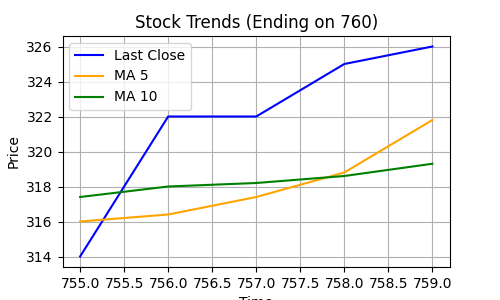 Stock Trends (Ending on 760)
Last Close
MA 5
MA 10
Price
326
324
322
320
318
316
314
755.0 755.5 756.0 756.5 757.0 757.5 758.0 758.5 759.0
Time